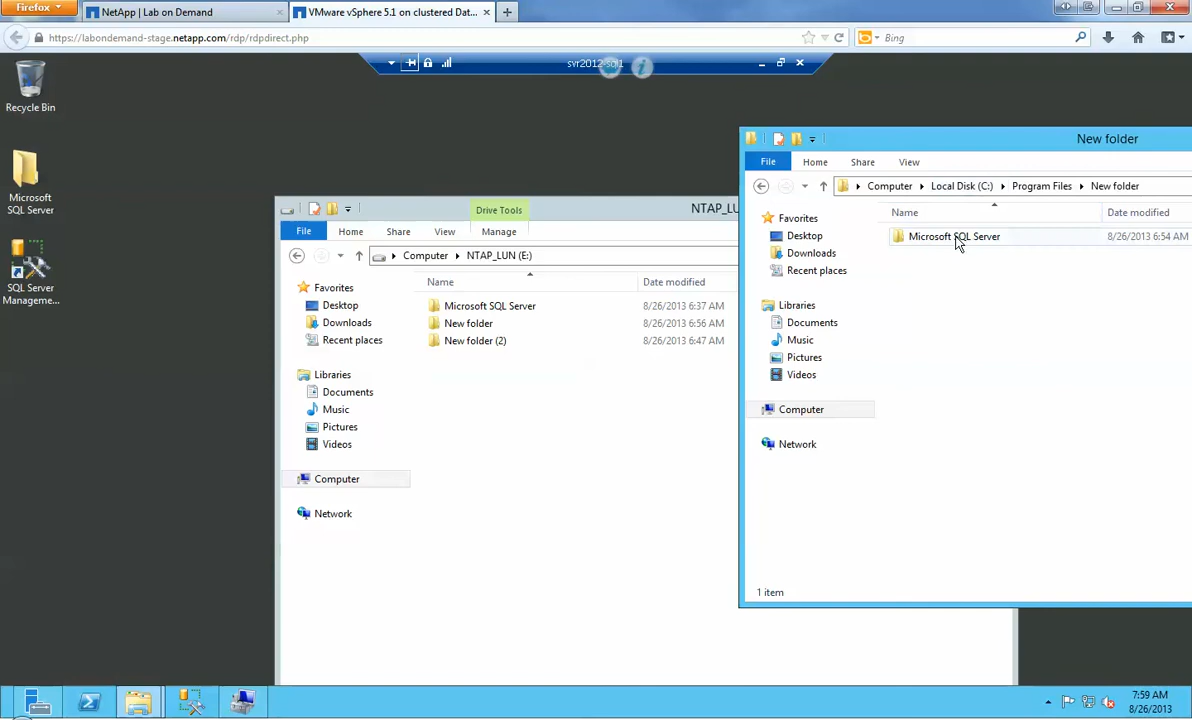 Firefox
NetApp | Lab on Demand
VMware vSphere 5.1 on clustered Dat...
https://labondemand-stage.netapp.com/rdp/rdpdirect.php
Bing
svr2012-sql1
Recycle Bin
Microsoft
SQL Server
SQL Server
Manageme...
Drive Tools
NTAP_LU
File
Home
Share
View
Manage
Computer
NTAP_LUN (E:)
Favorites
Desktop
Downloads
Recent places
Libraries
Documents
Music
Pictures
Videos
Computer
Network
Name
Date modified
Microsoft SQL Server
8/26/2013 6:37 AM
New folder
8/26/2013 6:56 AM
New folder (2)
8/26/2013 6:47 AM
New folder
File
Home
Share
View
Computer
Local Disk (C:)
Program Files
New folder
Favorites
Desktop
Downloads
Recent places
Libraries
Documents
Music
Pictures
Videos
Computer
Network
Name
Date modified
Microsoft SQL Server
8/26/2013 6:54 AM
1 item
7:59 AM
8/26/2013